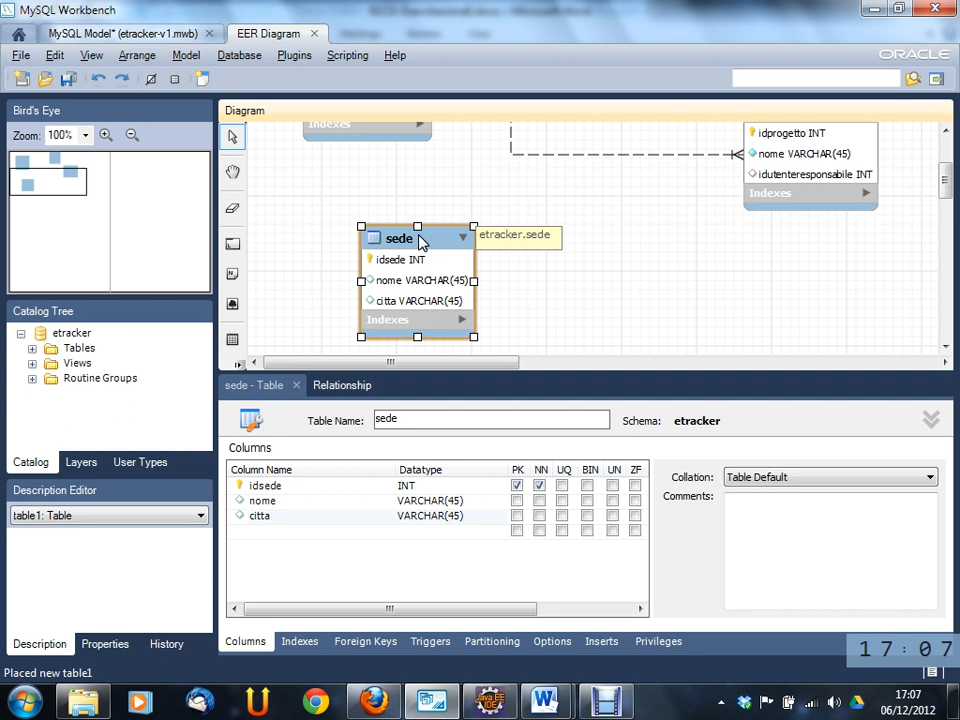 MySQL Workbench
MySQL Model* (etracker-v1.mwb)
EER Diagram
File Edit View Arrange Model Database Plugins Scripting Help
ORACLE
Bird's Eye
Zoom: 100%
Diagram
Indexes
idprogetto INT
nome VARCHAR(45)
idutenteresponsabile INT
Indexes
sede
etracker.sede
idsede INT
nome VARCHAR(45)
citta VARCHAR(45)
Indexes
Catalog Tree
etracker
Tables
Views
Routine Groups
Catalog Layers User Types
Description Editor
table1: Table
Description Properties History
sede - Table
Relationship
Table Name: sede
Schema: etracker
Columns
Column Name Datatype PK NN UQ BIN UN ZF
idsede INT
nome VARCHAR(45)
citta VARCHAR(45)
Collation: Table Default
Comments:
Columns Indexes Foreign Keys Triggers Partitioning Options Inserts Privileges
17:07
Placed new table1
Java EE IDE
17:07
06/12/2012